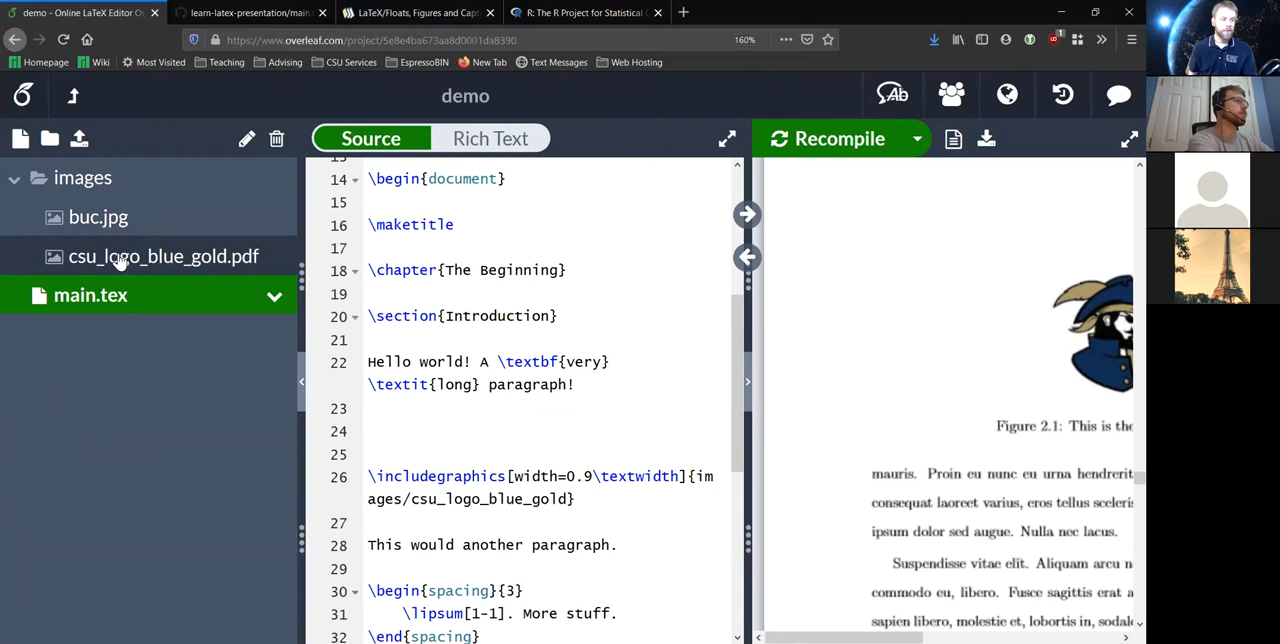 demo - Online LaTeX Editor Ov
learn-latex-presentation/main.
LaTeX/Floats, Figures and Capt
R: The R Project for Statistical C
https://www.overleaf.com/project/5e8e4ba673aa8d0001da8390
160%
Homepage
Wiki
Most Visited
Teaching
Advising
CSU Services
EspressoBIN
New Tab
Text Messages
Web Hosting
demo
Source
Rich Text
Recompile
images
buc.jpg
csu_logo_blue_gold.pdf
main.tex
14 \begin{document}
15
16 \maketitle
17
18 \chapter{The Beginning}
19
20 \section{Introduction}
21
22 Hello world! A \textbf{very}
\textit{long} paragraph!
23
24
25
26 \includegraphics[width=0.9\textwidth]{im
ages/csu_logo_blue_gold}
27
28 This would another paragraph.
29
30 \begin{spacing}{3}
31 \lipsum[1-1]. More stuff.
32 \end{spacing}
Figure 2.1: This is the
mauris. Proin eu nunc eu urna hendrerit
consequat laoreet varius, eros tellus sceleris
ipsum dolor sed augue. Nulla nec lacus.
Suspendisse vitae elit. Aliquam arcu n
commodo eu, libero. Fusce sagittis erat a
sapien libero, molestie et, lobortis in, sodale